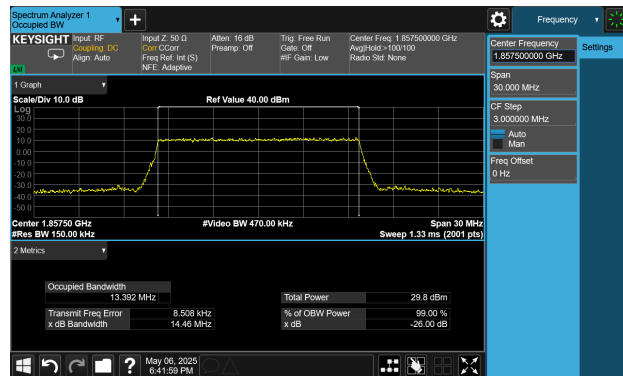 Spectrum Analyzer 1
Occupied BW
Frequency
KEYSIGHT
Input: RF
Coupling: DC
Align: Auto
Input Z: 50 Ω
Corr CCorr
Freq Ref: Int (S)
NFE: Adaptive
Atten: 16 dB
Preamp: Off
Trig: Free Run
Gate: Off
#IF Gain: Low
Center Freq: 1.857500000 GHz
Avg|Hold:>100/100
Radio Std: None
LXI
Center Frequency
1.857500000 GHz
Settings
Span
30.000 MHz
CF Step
3.000000 MHz
Auto
Man
Freq Offset
0 Hz
1 Graph
Scale/Div 10.0 dB
Ref Value 40.00 dBm
Log
30.0
20.0
10.0
0.00
-10.0
-20.0
-30.0
-40.0
-50.0
Center 1.85750 GHz
#Video BW 470.00 kHz
Span 30 MHz
#Res BW 150.00 kHz
Sweep 1.33 ms (2001 pts)
2 Metrics
Occupied Bandwidth
13.392 MHz
Total Power
29.8 dBm
Transmit Freq Error
8.508 kHz
% of OBW Power
99.00 %
x dB Bandwidth
14.46 MHz
x dB
-26.00 dB
?
May 06, 2025
6:41:59 PM